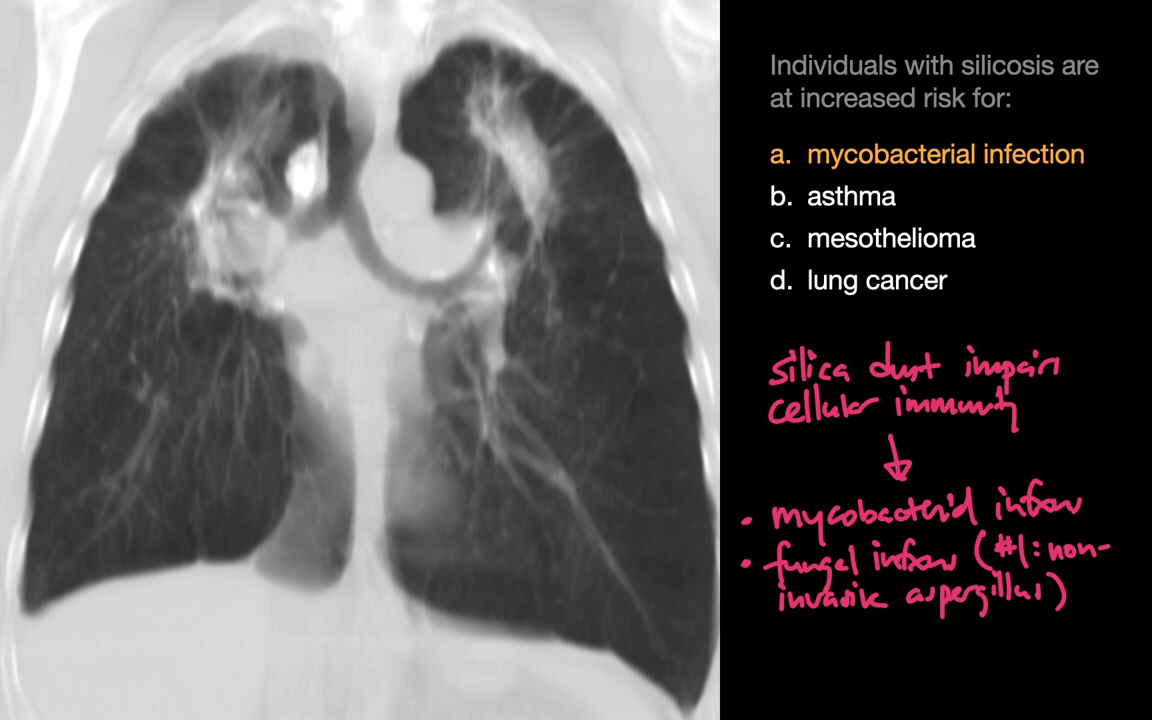 Individuals with silicosis are
at increased risk for:
a. mycobacterial infection
b. asthma
c. mesothelioma
d. lung cancer
silica dust impairs
cellular immunity
• mycobacterial infxn
• fungal infxn (#1: non-
invasive aspergillus)